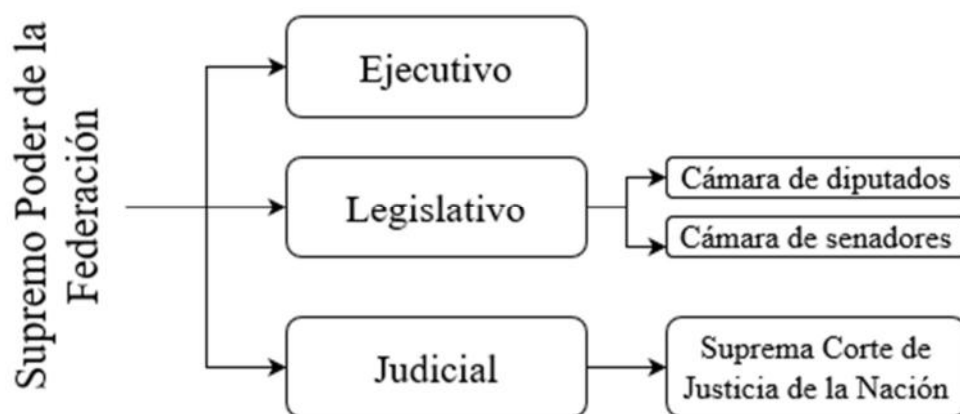 Supremo Poder de la
Federación
Ejecutivo
Legislativo
Cámara de diputados
Cámara de senadores
Judicial
Suprema Corte de
Justicia de la Nación